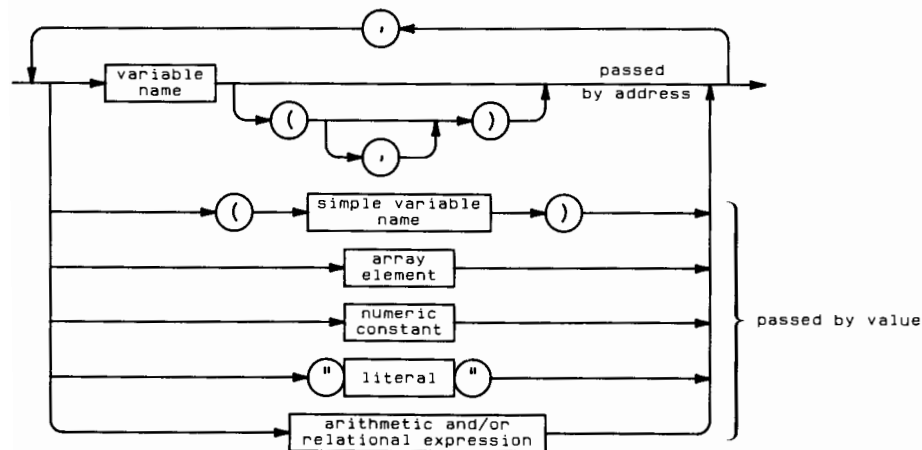 ,
variable
name
passed
by address
(
)
,
(
simple variable
name
)
array
element
numeric
constant
passed by value
"
literal
"
arithmetic and/or
relational expression